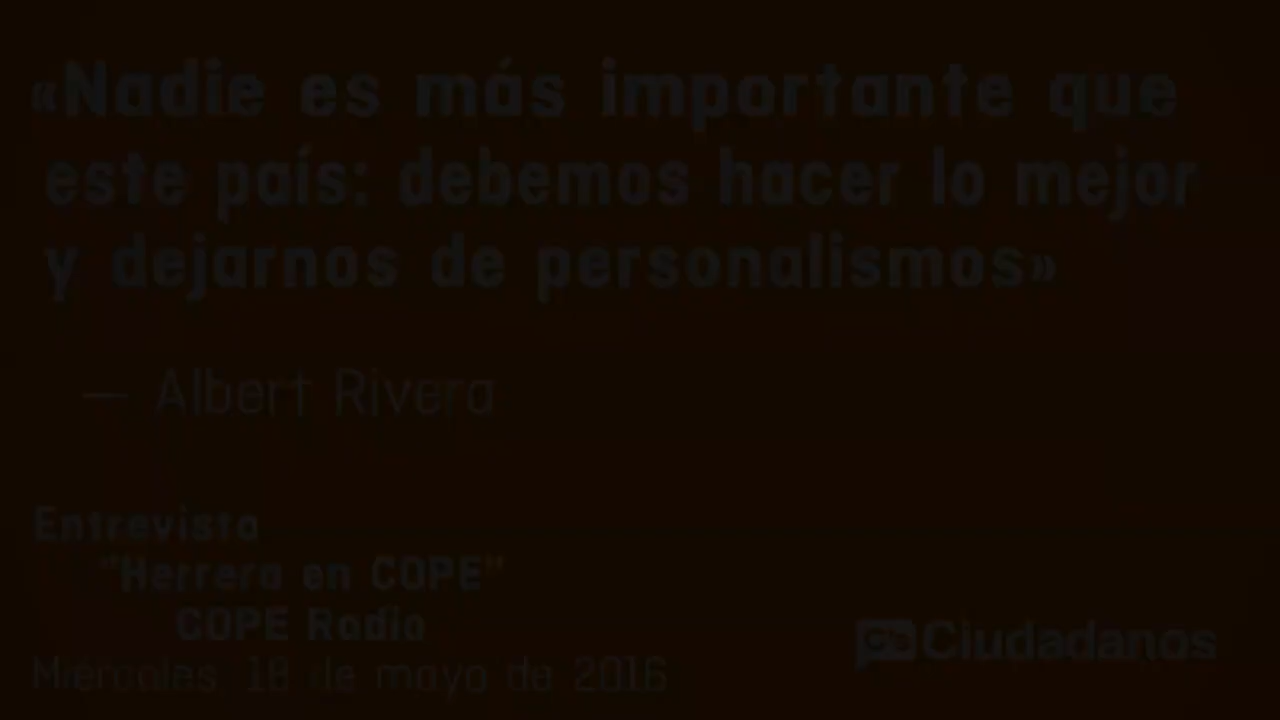 «Nadie es más importante que
este país: debemos hacer lo mejor
y dejarnos de personalismos»
— Albert Rivera
Entrevista
"Herrera en COPE"
COPE Radio
Miércoles 18 de mayo de 2016
C's Ciudadanos